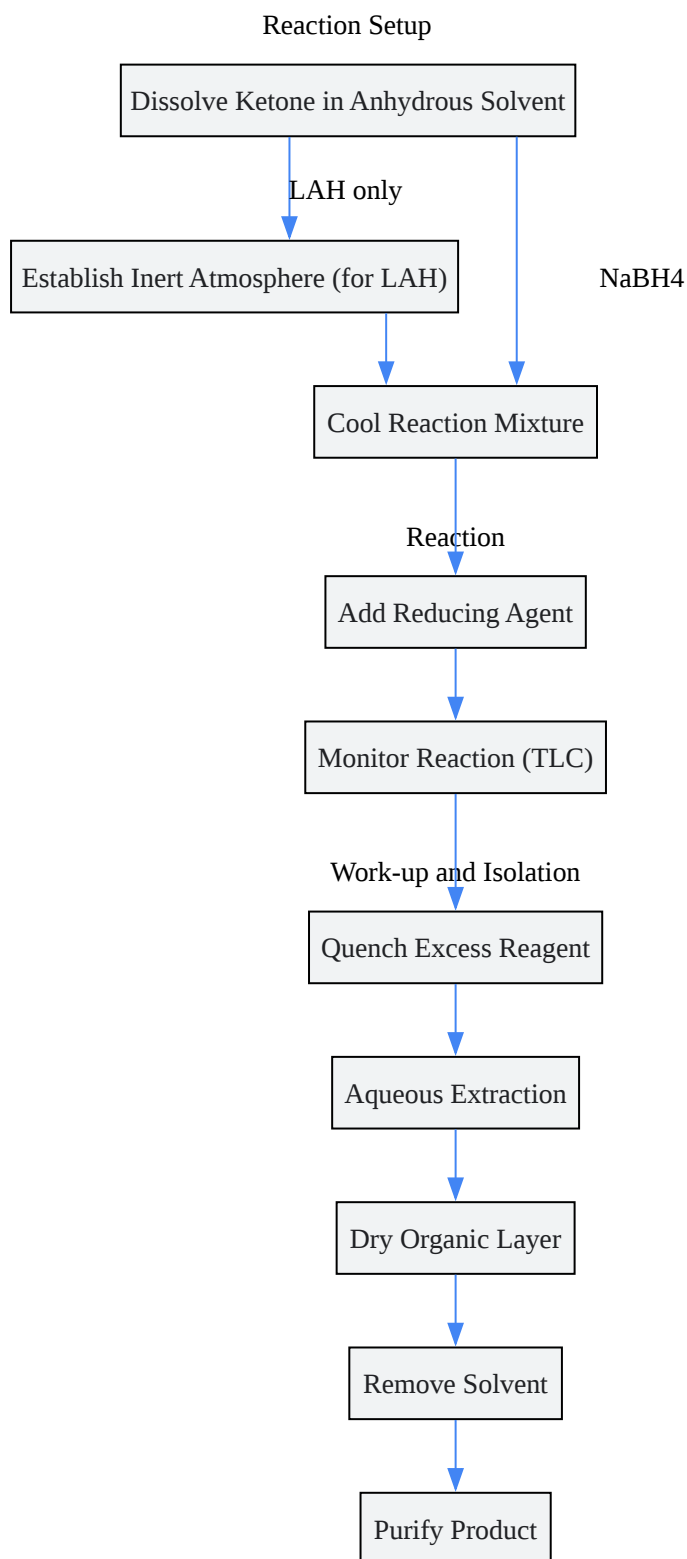 Reaction Setup
Dissolve Ketone in Anhydrous Solvent
LAH only
Establish Inert Atmosphere (for LAH)
NaBH4
Cool Reaction Mixture
Reaction
Add Reducing Agent
Monitor Reaction (TLC)
Work-up and Isolation
Quench Excess Reagent
Aqueous Extraction
Dry Organic Layer
Remove Solvent
Purify Product